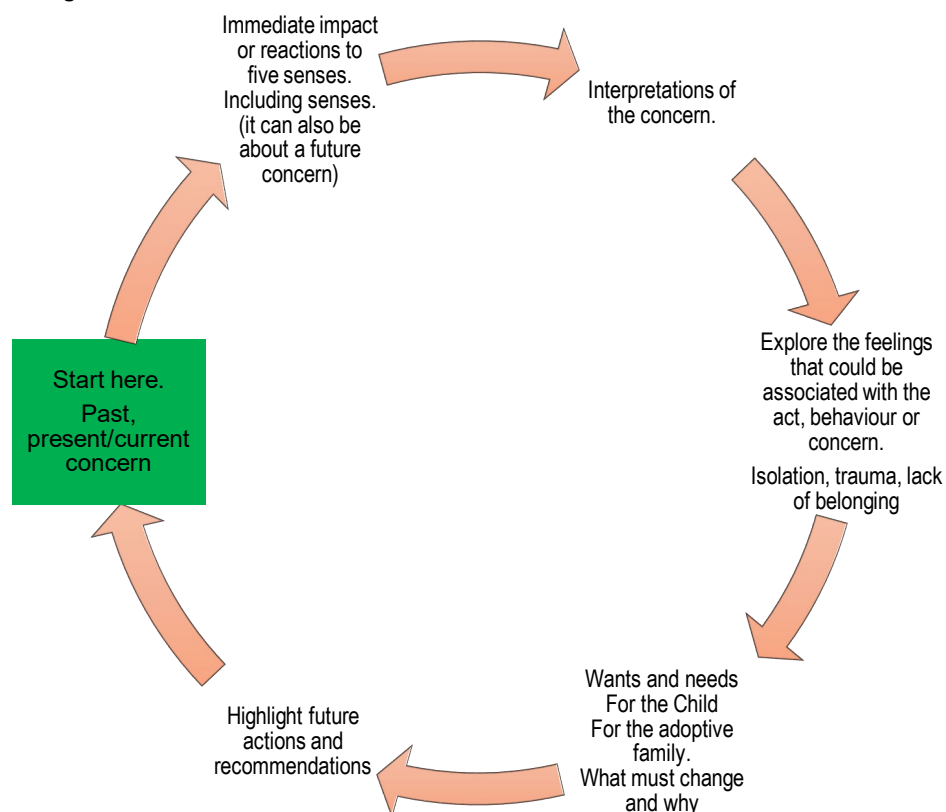 Start here.
Past,
present/current
concern
Immediate impact
or reactions to
five senses.
Including senses.
(it can also be
about a future
concern)
Interpretations of
the concern.
Explore the feelings
that could be
associated with the
act, behaviour or
concern.
Isolation, trauma, lack
of belonging
Wants and needs
For the Child
For the adoptive
family.
What must change
and why
Highlight future
actions and
recommendations